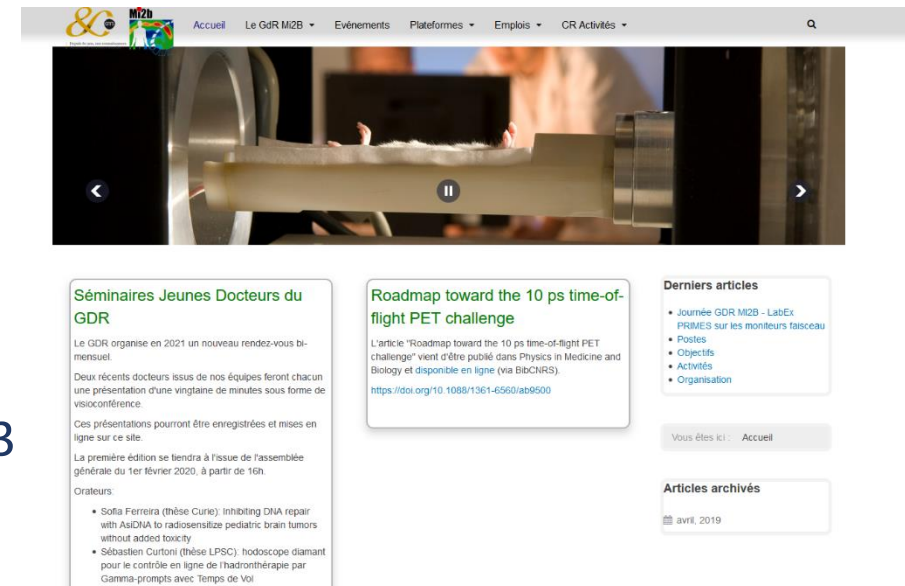 Mi2b
Accueil Le GdR Mi2B Evénements Plateformes Emplois CR Activités
Séminaires Jeunes Docteurs du
GDR
Le GDR organise en 2021 un nouveau rendez-vous bi-
mensuel.
Deux récents docteurs issus de nos équipes feront chacun
une présentation d'une vingtaine de minutes sous forme de
visioconférence.
Ces présentations pourront être enregistrées et mises en
ligne sur ce site.
La première édition se tiendra à l'issue de l'assemblée
générale du 1er février 2020, à partir de 16h.
Orateurs:
Sofia Ferreira (thèse Curie): Inhibiting DNA repair
with AsiDNA to radiosensitize pediatric brain tumors
without added toxicity
Sébastien Curtoni (thèse LPSC): hodoscope diamant
pour le contrôle en ligne de l'hadronthérapie par
Gamma-prompts avec Temps de Vol
Roadmap toward the 10 ps time-of-
flight PET challenge
L'article "Roadmap toward the 10 ps time-of-flight PET
challenge" vient d'être publié dans Physics in Medicine and
Biology et disponible en ligne (via BibCNRS).
https://doi.org/10.1088/1361-6560/ab9500
Derniers articles
Journée GDR MI2B - LabEx
PRIMES sur les moniteurs faisceau
Postes
Objectifs
Activités
Organisation
Vous êtes ici : Accueil
Articles archivés
avril, 2019
3